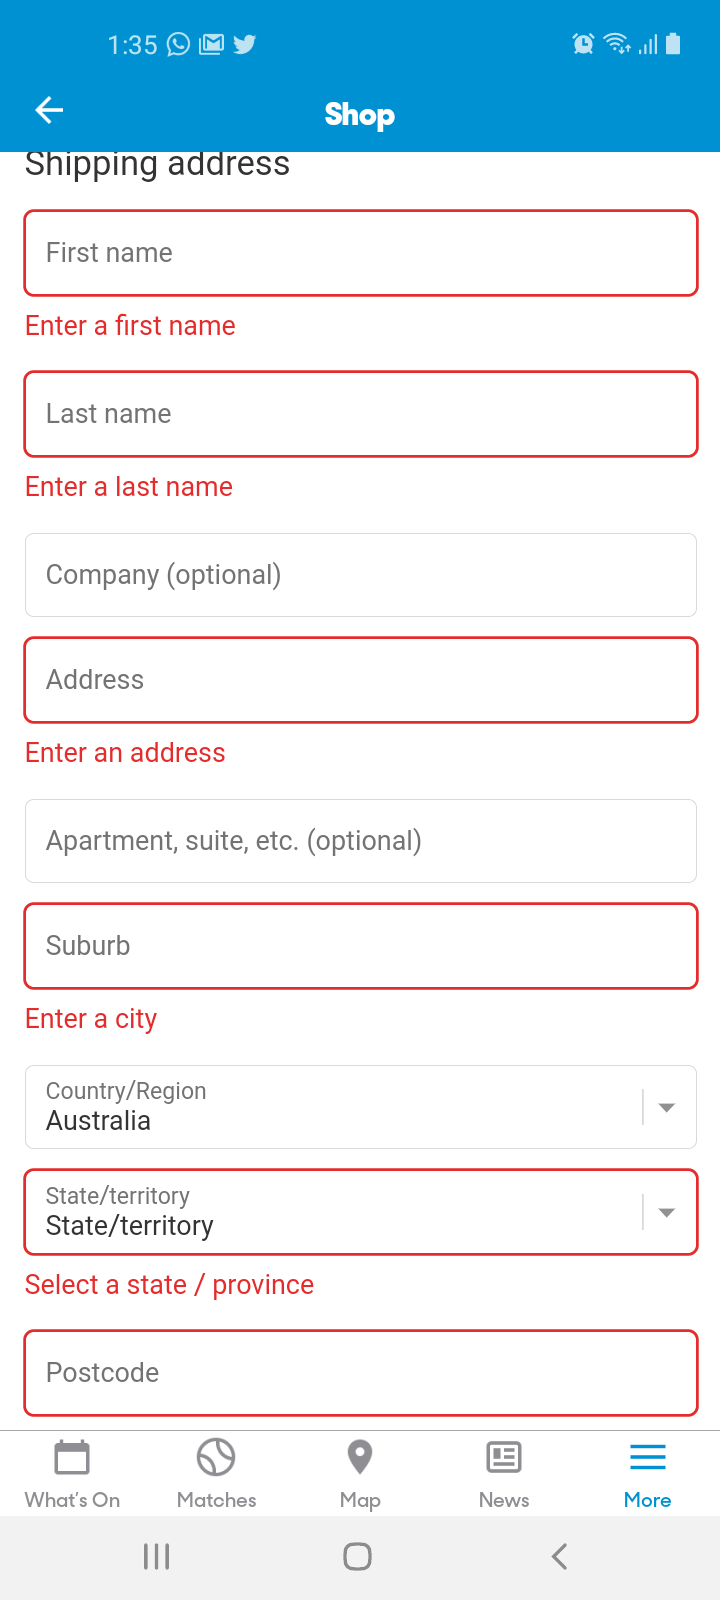 1:35
Shop
Shipping address
First name
Enter a first name
Last name
Enter a last name
Company (optional)
Address
Enter an address
Apartment, suite, etc. (optional)
Suburb
Enter a city
Country/Region
Australia
State/territory
State/territory
Select a state / province
Postcode
What's On Matches Map News More